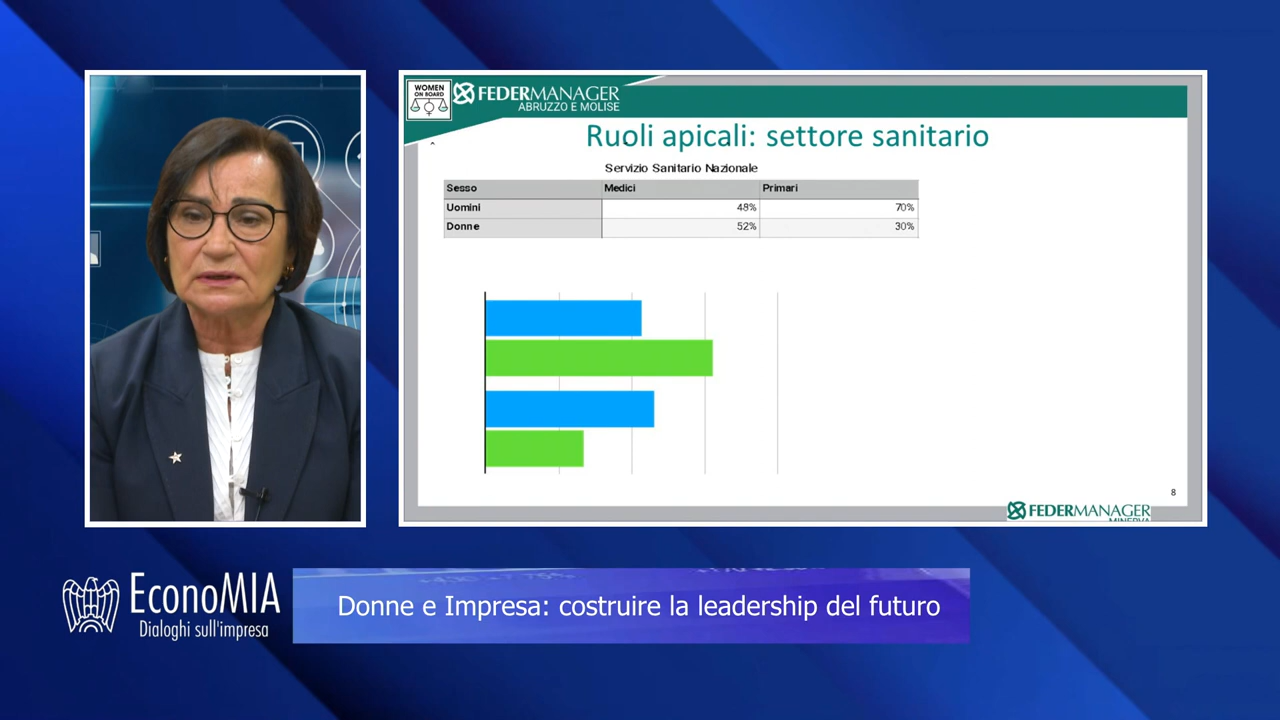 WOMEN
ON BOARD
FEDERMANAGER
ABRUZZO E MOLISE
Ruoli apicali: settore sanitario
Servizio Sanitario Nazionale
Sesso Medici Primari
Uomini 48% 70%
Donne 52% 30%
8
FEDERMANAGER
MINERVA
EconoMIA
Dialoghi sull'impresa
Donne e Impresa: costruire la leadership del futuro